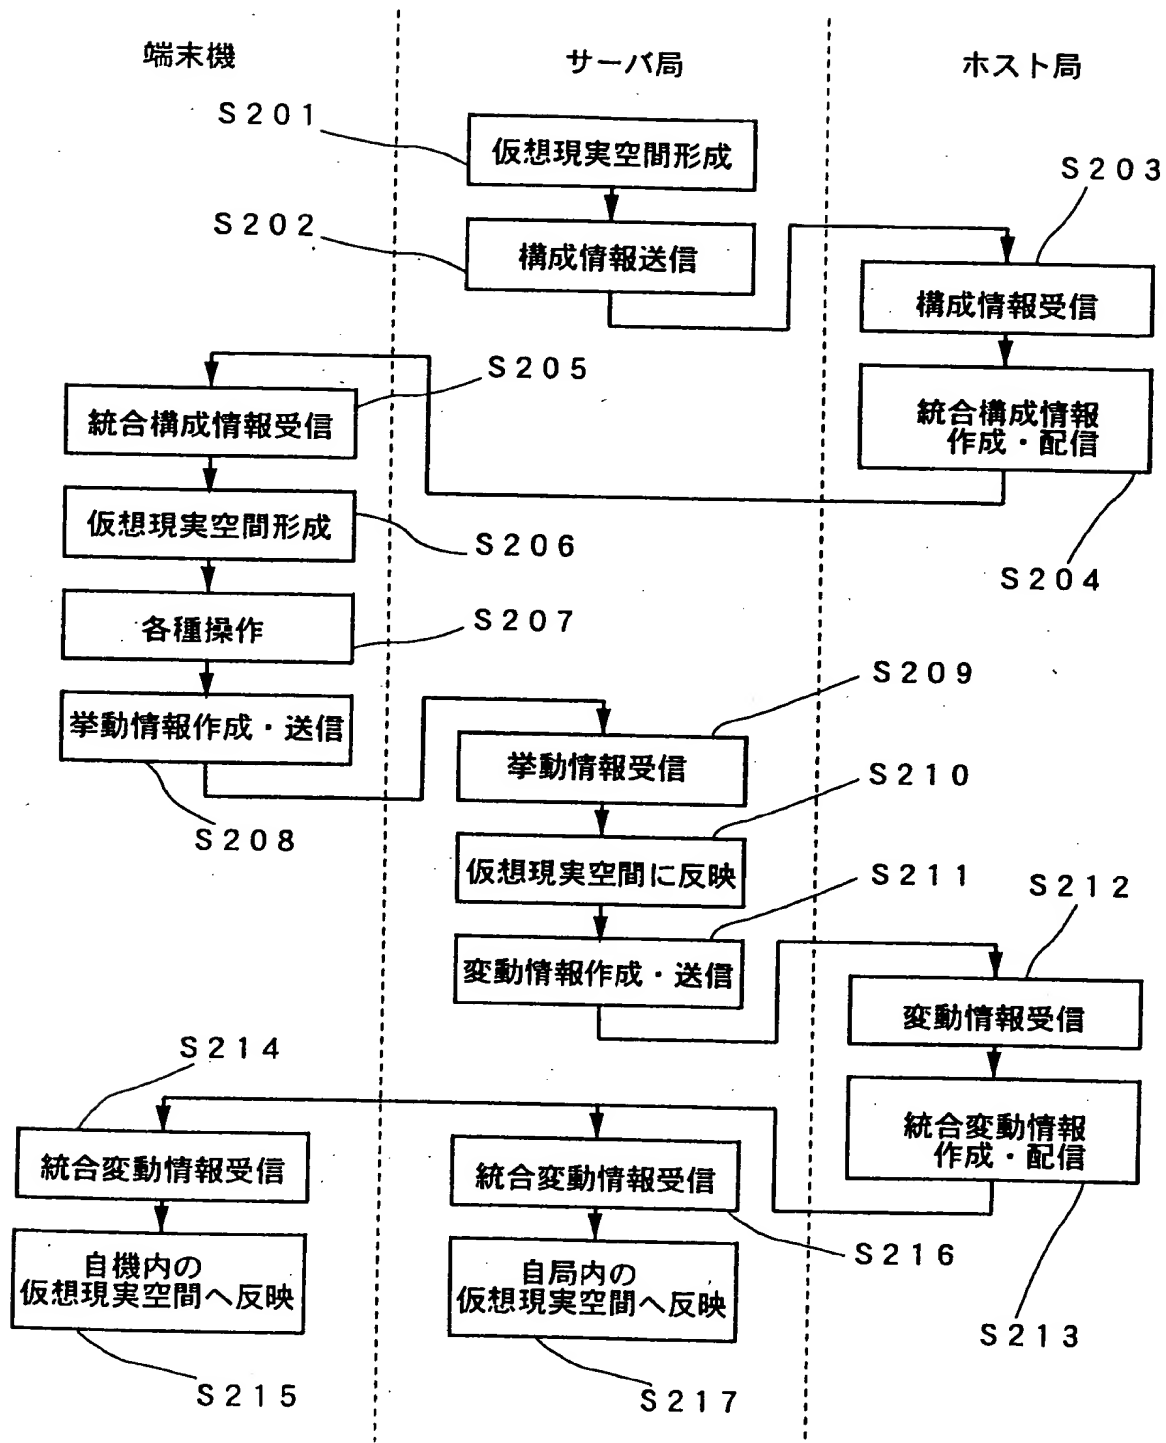 端末機
サーバ局
ホスト局
S201
仮想現実空間形成
S203
S202
構成情報送信
構成情報受信
S205
統合構成情報受信
統合構成情報
作成・配信
仮想現実空間形成
S206
S204
各種操作
S207
S209
挙動情報作成・送信
挙動情報受信
S210
S208
仮想現実空間に反映
S211
S212
変動情報作成・送信
変動情報受信
S214
統合変動情報受信
統合変動情報受信
統合変動情報
作成・配信
S216
自機内の
仮想現実空間へ反映
自局内の
仮想現実空間へ反映
S213
S215
S217